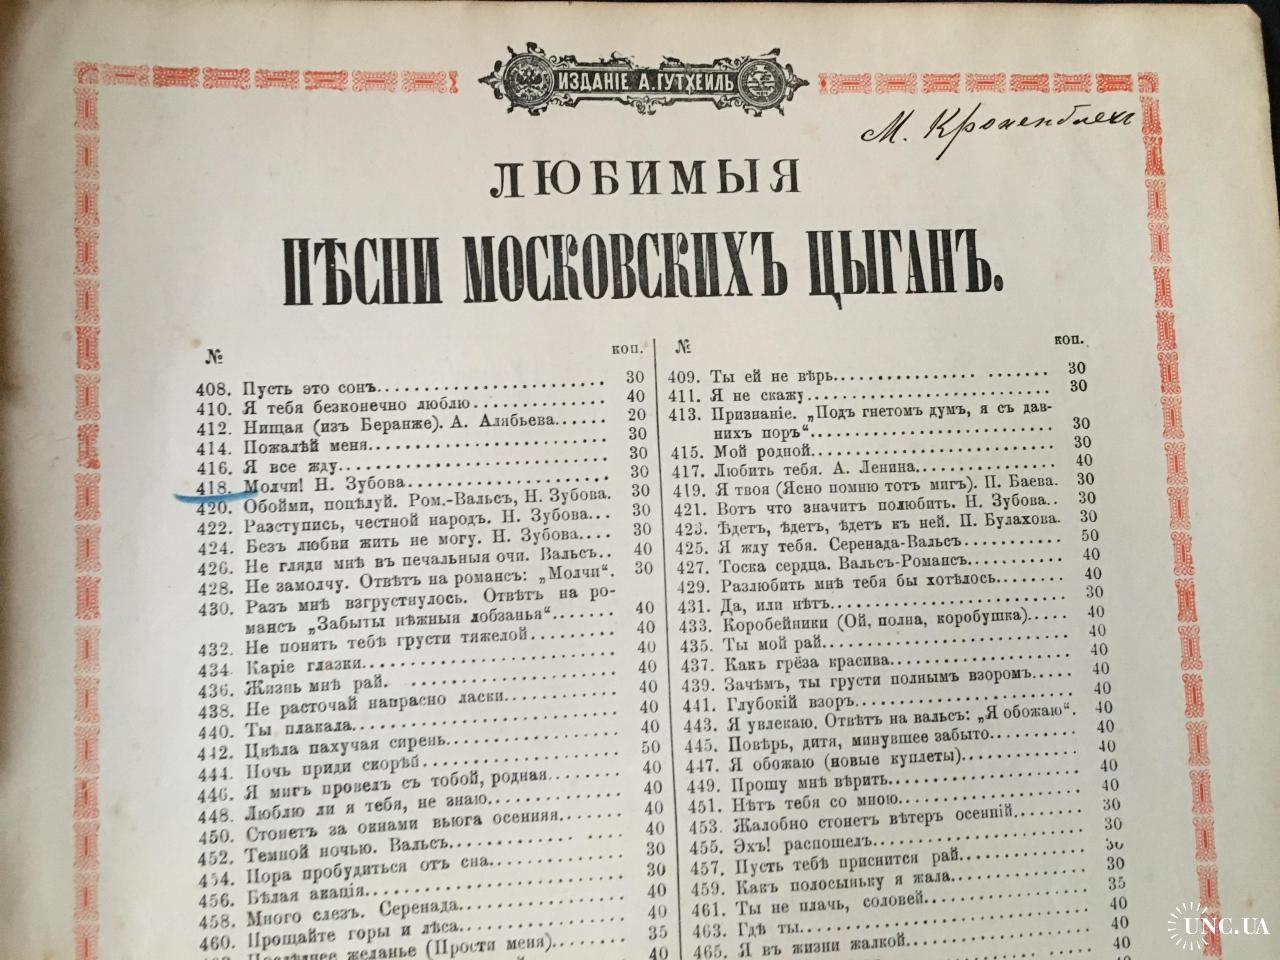 ИЗДАНІЕ А. ГУТХЕИЛЬ
М. Кроненблех
ЛЮБИМЫЯ
ПѢСНИ МОСКОВСКИХЪ ЦЫГАНЪ.
№ коп.
408. Пусть это сонъ 30
410. Я тебя безконечно люблю 40
412. Нищая (изъ Беранже). А. Алябьева 20
414. Пожалѣй меня 30
416. Я все жду 30
418. Молчи! Н. Зубова 30
420. Обойми, поцѣлуй. Ром.-Вальсъ, Н. Зубова. 30
422. Разступись, честной народъ. Н. Зубова 30
424. Безъ любви жить не могу. Н. Зубова 30
426. Не гляди мнѣ въ печальныя очи. Вальсъ 40
428. Не замолчу. Отвѣтъ на романсъ: „Молчи“. 30
430. Разъ мнѣ взгрустнулось. Отвѣтъ на ро-
мансъ „Забыты нѣжныя лобзанья“ 40
432. Не понять тебѣ грусти тяжелой 40
434. Каріе глазки 40
436. Жизнь мнѣ рай. 40
438. Не расточай напрасно ласки 40
440. Ты плакала 40
442. Цвѣла пахучая сирень 40
444. Ночь приди скорѣй 50
446. Я мигъ провелъ съ тобой, родная 40
448. Люблю ли я тебя, не знаю 40
450. Стонетъ за окнами вьюга осенняя 40
452. Темной ночью. Вальсъ 40
454. Пора пробудиться отъ сна 30
456. Бѣлая акація 30
458. Много слезъ. Серенада 40
460. Прощайте горы и лѣса 40
желанье (Прости меня) 35
40
№ коп.
409. Ты ей не вѣрь 30
411. Я не скажу 30
413. Признаніе. „Подъ гнетомъ думъ, я съ дав-
нихъ поръ“ 30
415. Мой родной 30
417. Любить тебя. А. Ленина 40
419. Я твоя (Ясно помню тотъ мигъ). П. Баева. 30
421. Вотъ что значитъ полюбить. Н. Зубова 30
423. Ѣдетъ, ѣдетъ, ѣдетъ къ ней. П. Булахова. 30
425. Я жду тебя. Серенада-Вальсъ 50
427. Тоска сердца. Вальсъ-Романсъ 40
429. Разлюбить мнѣ тебя бы хотѣлось 40
431. Да, или нѣтъ 30
433. Коробейники (Ой, полна, коробушка) 40
435. Ты мой рай 40
437. Какъ грёза красива 40
439. Зачѣмъ, ты грусти полнымъ взоромъ 40
441. Глубокій взоръ 40
443. Я увлекаю. Отвѣтъ на вальсъ: „Я обожаю“. 40
445. Повѣрь, дитя, минувшее забыто 40
447. Я обожаю (новые куплеты) 40
449. Прошу мнѣ вѣрить 40
451. Нѣтъ тебя со мною 40
453. Жалобно стонетъ вѣтеръ осенній 30
455. Эхъ! распошелъ 30
457. Пусть тебѣ приснится рай 30
459. Какъ полосыньку я жала 30
461. Ты не плачь, соловей 35
463. Гдѣ ты 40
465. Я въ жизни жалкой 40
40
UNC.UA